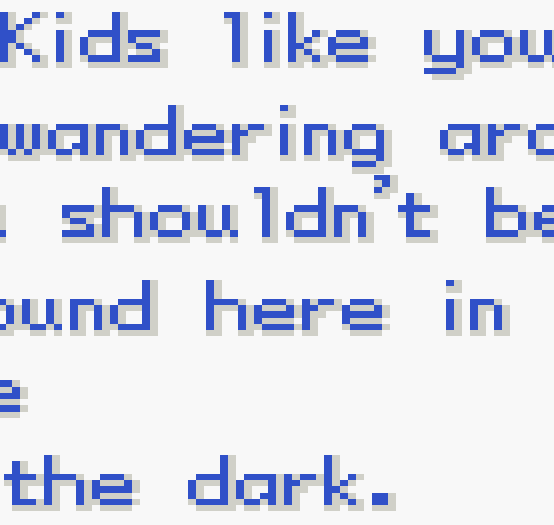 Kids like you
wandering aro
u shouldn't be
ound here in
e
the dark.